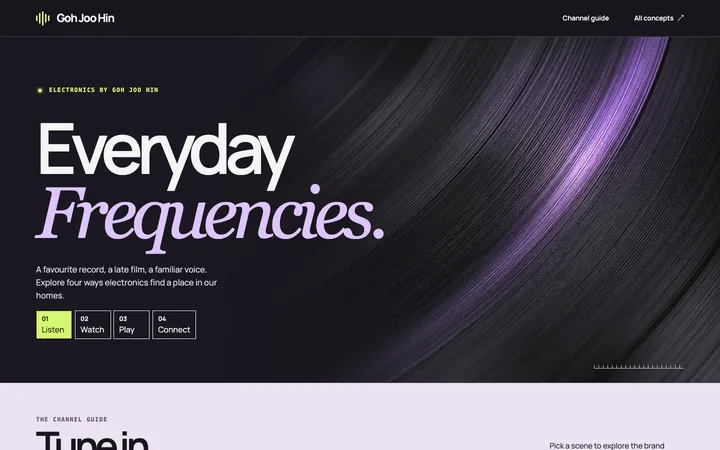 Goh Joo Hin
Channel guide
All concepts
ELECTRONICS BY GOH JOO HIN
Everyday
Frequencies.
A favourite record, a late film, a familiar voice.
Explore four ways electronics find a place in our
homes.
01
Listen
02
Watch
03
Play
04
Connect
THE CHANNEL GUIDE
Tune in
Pick a scene to explore the brand